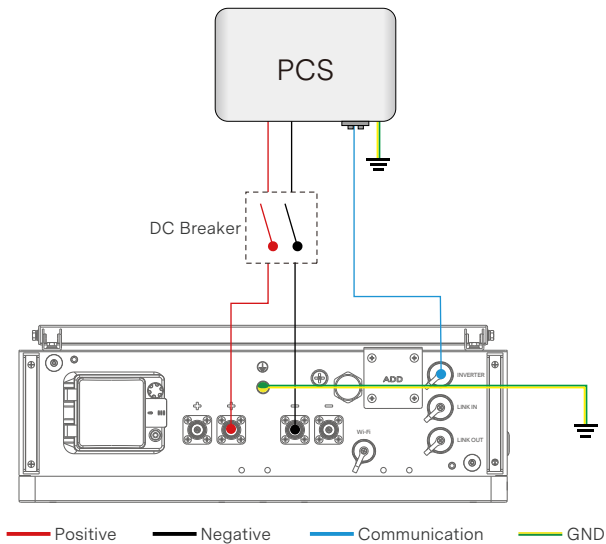 PCS
DC Breaker
ADD
INVERTER
LINK IN
+ + − −
Wi-Fi
LINK OUT
Positive Negative Communication GND